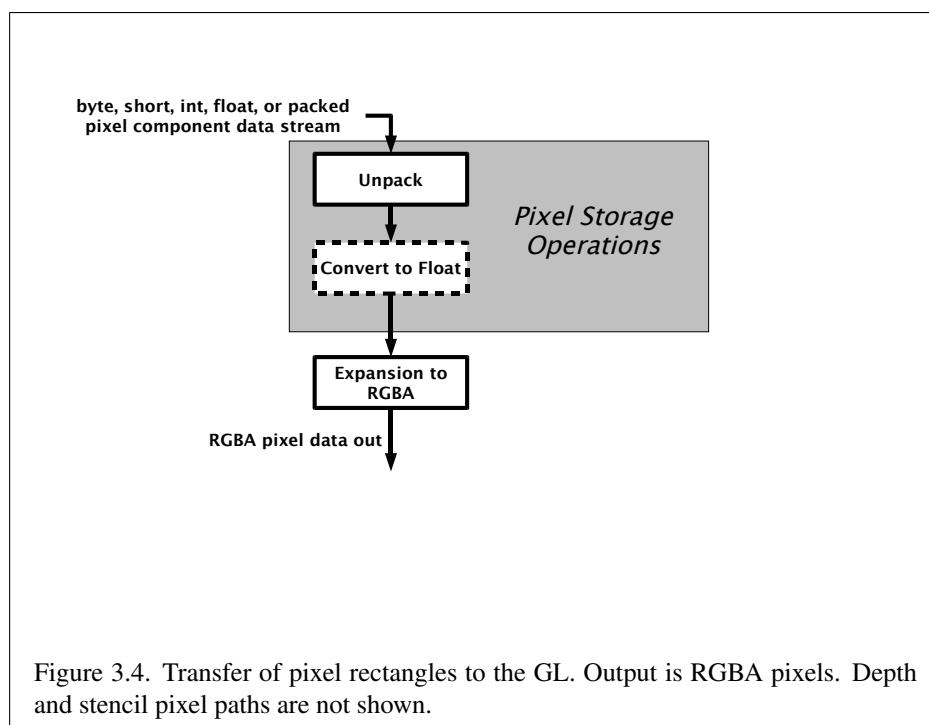 byte, short, int, float, or packed
pixel component data stream
Unpack
Pixel Storage
Operations
Convert to Float
Expansion to
RGBA
RGBA pixel data out
Figure 3.4. Transfer of pixel rectangles to the GL. Output is RGBA pixels. Depth
and stencil pixel paths are not shown.